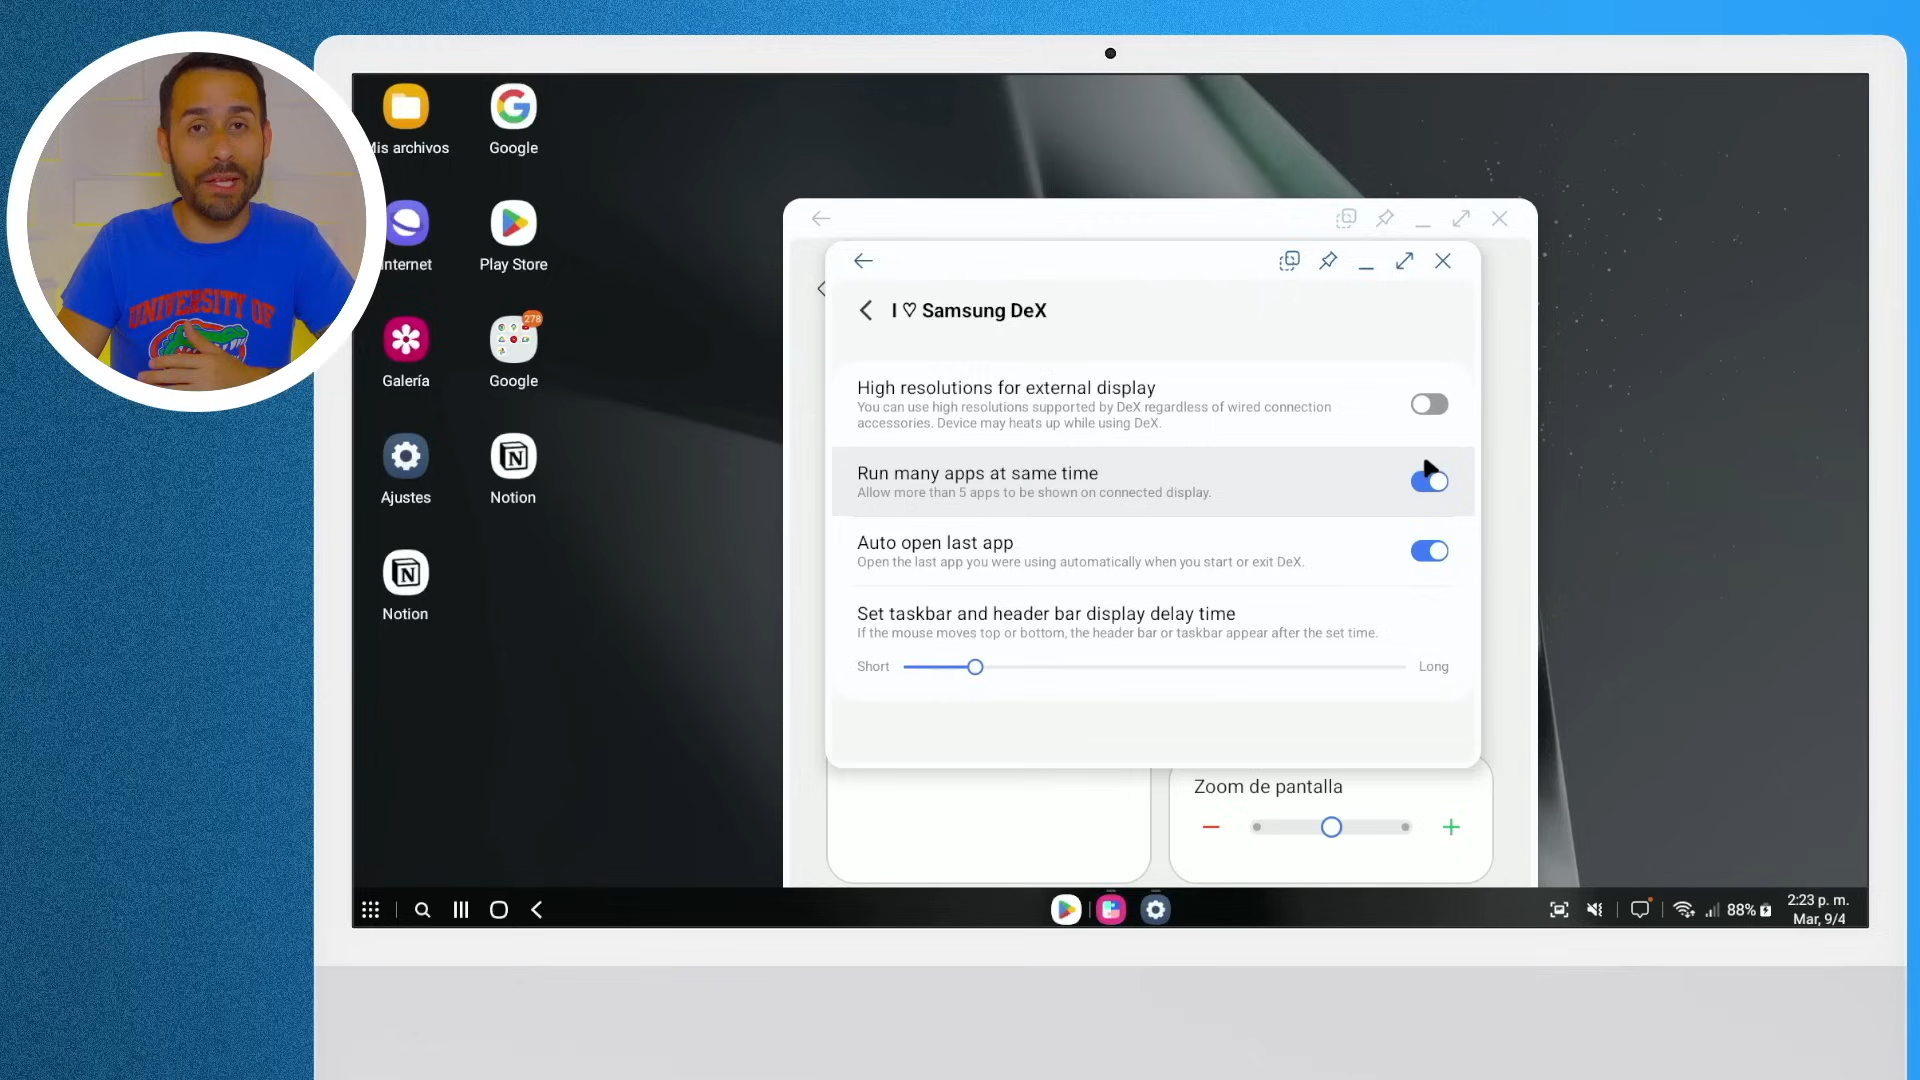 Mis archivos
Google
Internet
Play Store
Galería
278
Google
Ajustes
Notion
Notion
UNIVERSITY OF
I ♡ Samsung DeX
High resolutions for external display
You can use high resolutions supported by DeX regardless of wired connection
accessories. Device may heats up while using DeX.
Run many apps at same time
Allow more than 5 apps to be shown on connected display.
Auto open last app
Open the last app you were using automatically when you start or exit DeX.
Set taskbar and header bar display delay time
If the mouse moves top or bottom, the header bar or taskbar appear after the set time.
Short
Long
Zoom de pantalla
88%
2:23 p. m.
Mar, 9/4